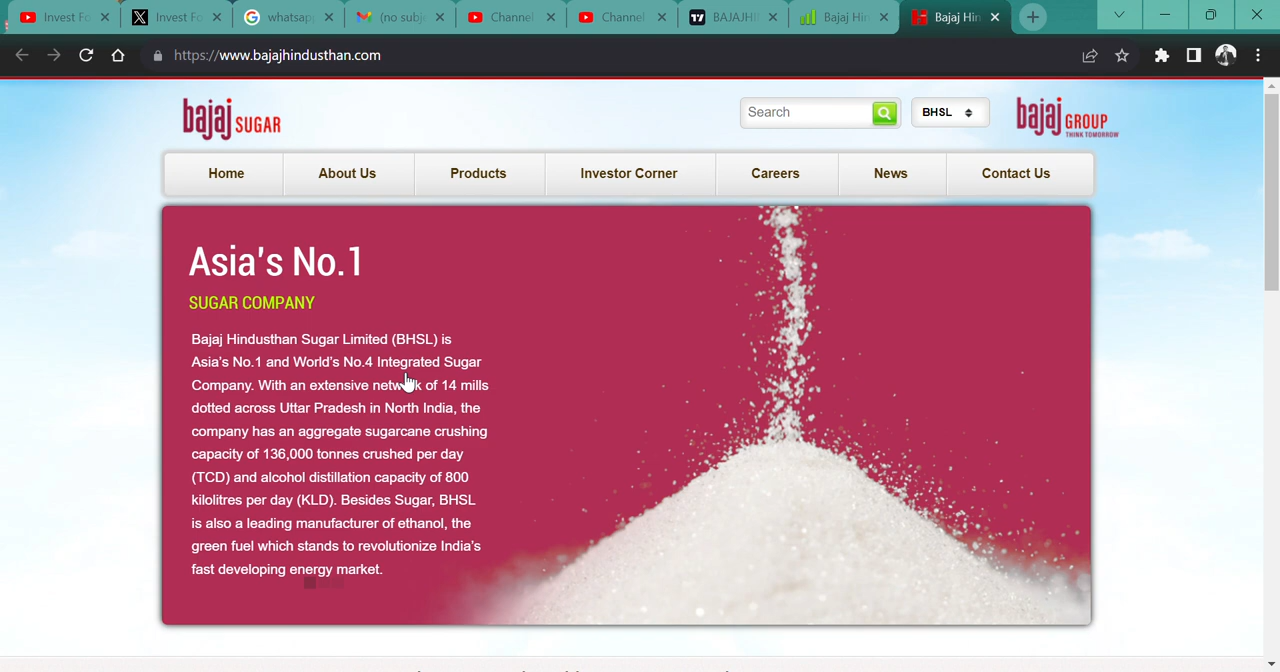 Invest Fo
Invest Fo
whatsapp
(no subje
Channel
Channel
BAJAJHI
Bajaj Hin
Bajaj Hin
https://www.bajajhindusthan.com
bajaj SUGAR
Search
BHSL
bajaj GROUP
THINK TOMORROW
Home
About Us
Products
Investor Corner
Careers
News
Contact Us
Asia's No.1
SUGAR COMPANY
Bajaj Hindusthan Sugar Limited (BHSL) is
Asia's No.1 and World's No.4 Integrated Sugar
Company. With an extensive network of 14 mills
dotted across Uttar Pradesh in North India, the
company has an aggregate sugarcane crushing
capacity of 136,000 tonnes crushed per day
(TCD) and alcohol distillation capacity of 800
kilolitres per day (KLD). Besides Sugar, BHSL
is also a leading manufacturer of ethanol, the
green fuel which stands to revolutionize India's
fast developing energy market.